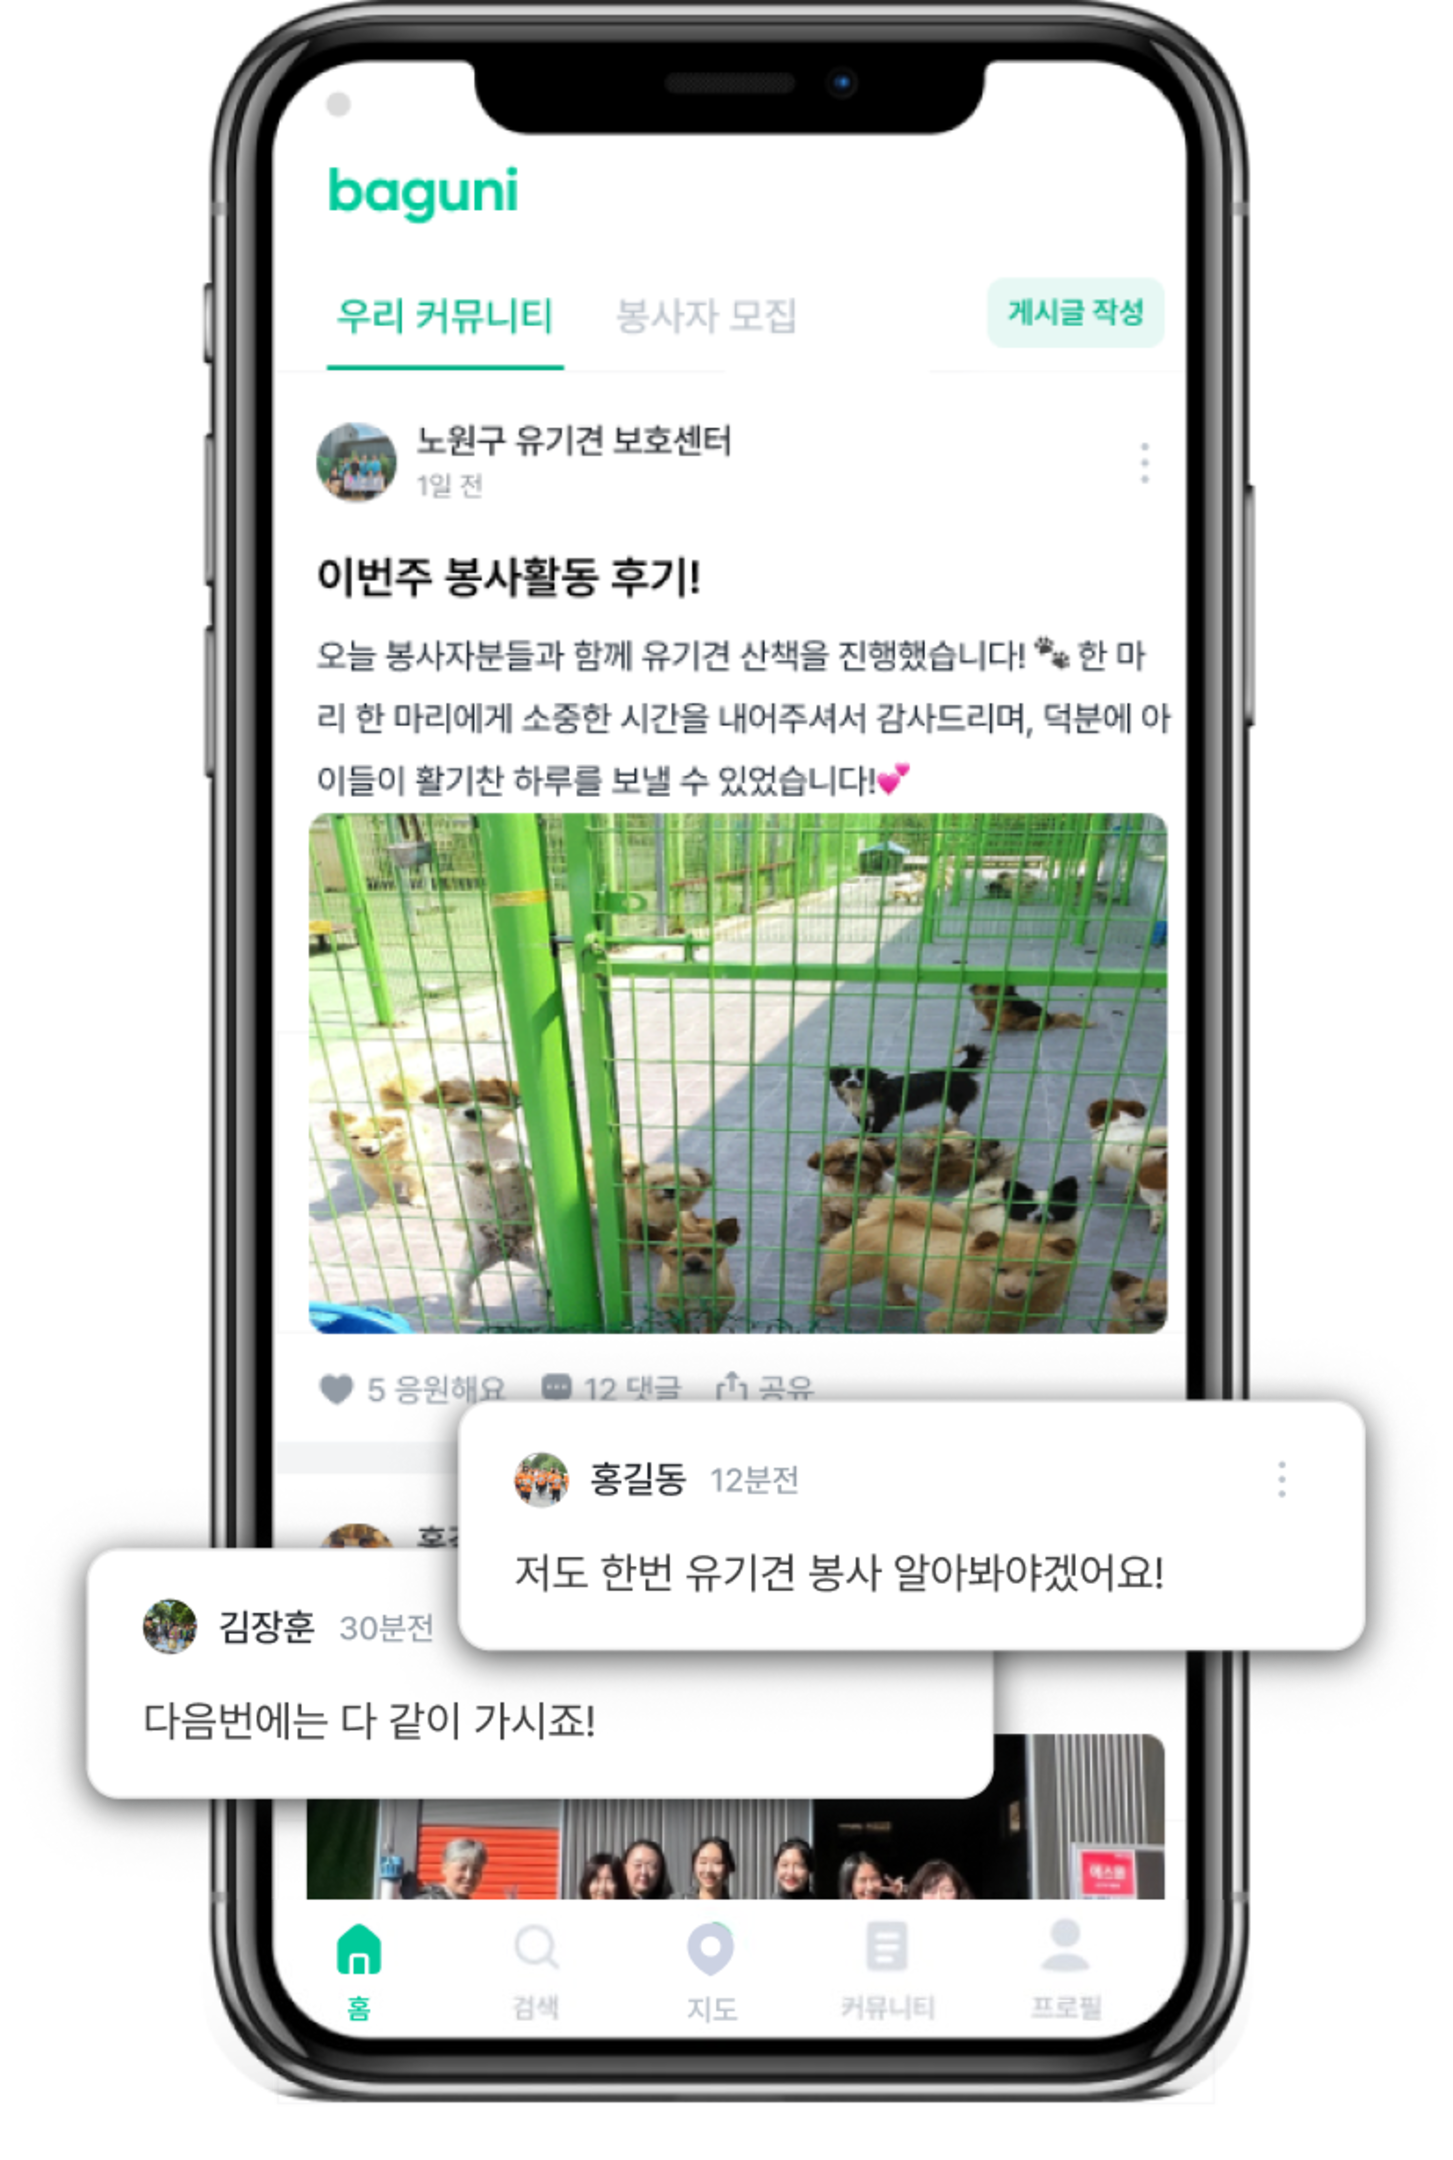 baguni
우리 커뮤니티 봉사자 모집 게시글 작성
노원구 유기견 보호센터
1일 전
이번주 봉사활동 후기!
오늘 봉사자분들과 함께 유기견 산책을 진행했습니다! 🐾 한 마
리 한 마리에게 소중한 시간을 내어주셔서 감사드리며, 덕분에 아
이들이 활기찬 하루를 보낼 수 있었습니다!💕
5 응원해요 12 댓글 공유
홍길동 12분전
저도 한번 유기견 봉사 알아봐야겠어요!
김장훈 30분전
다음번에는 다 같이 가시죠!
홈 검색 지도 커뮤니티 프로필